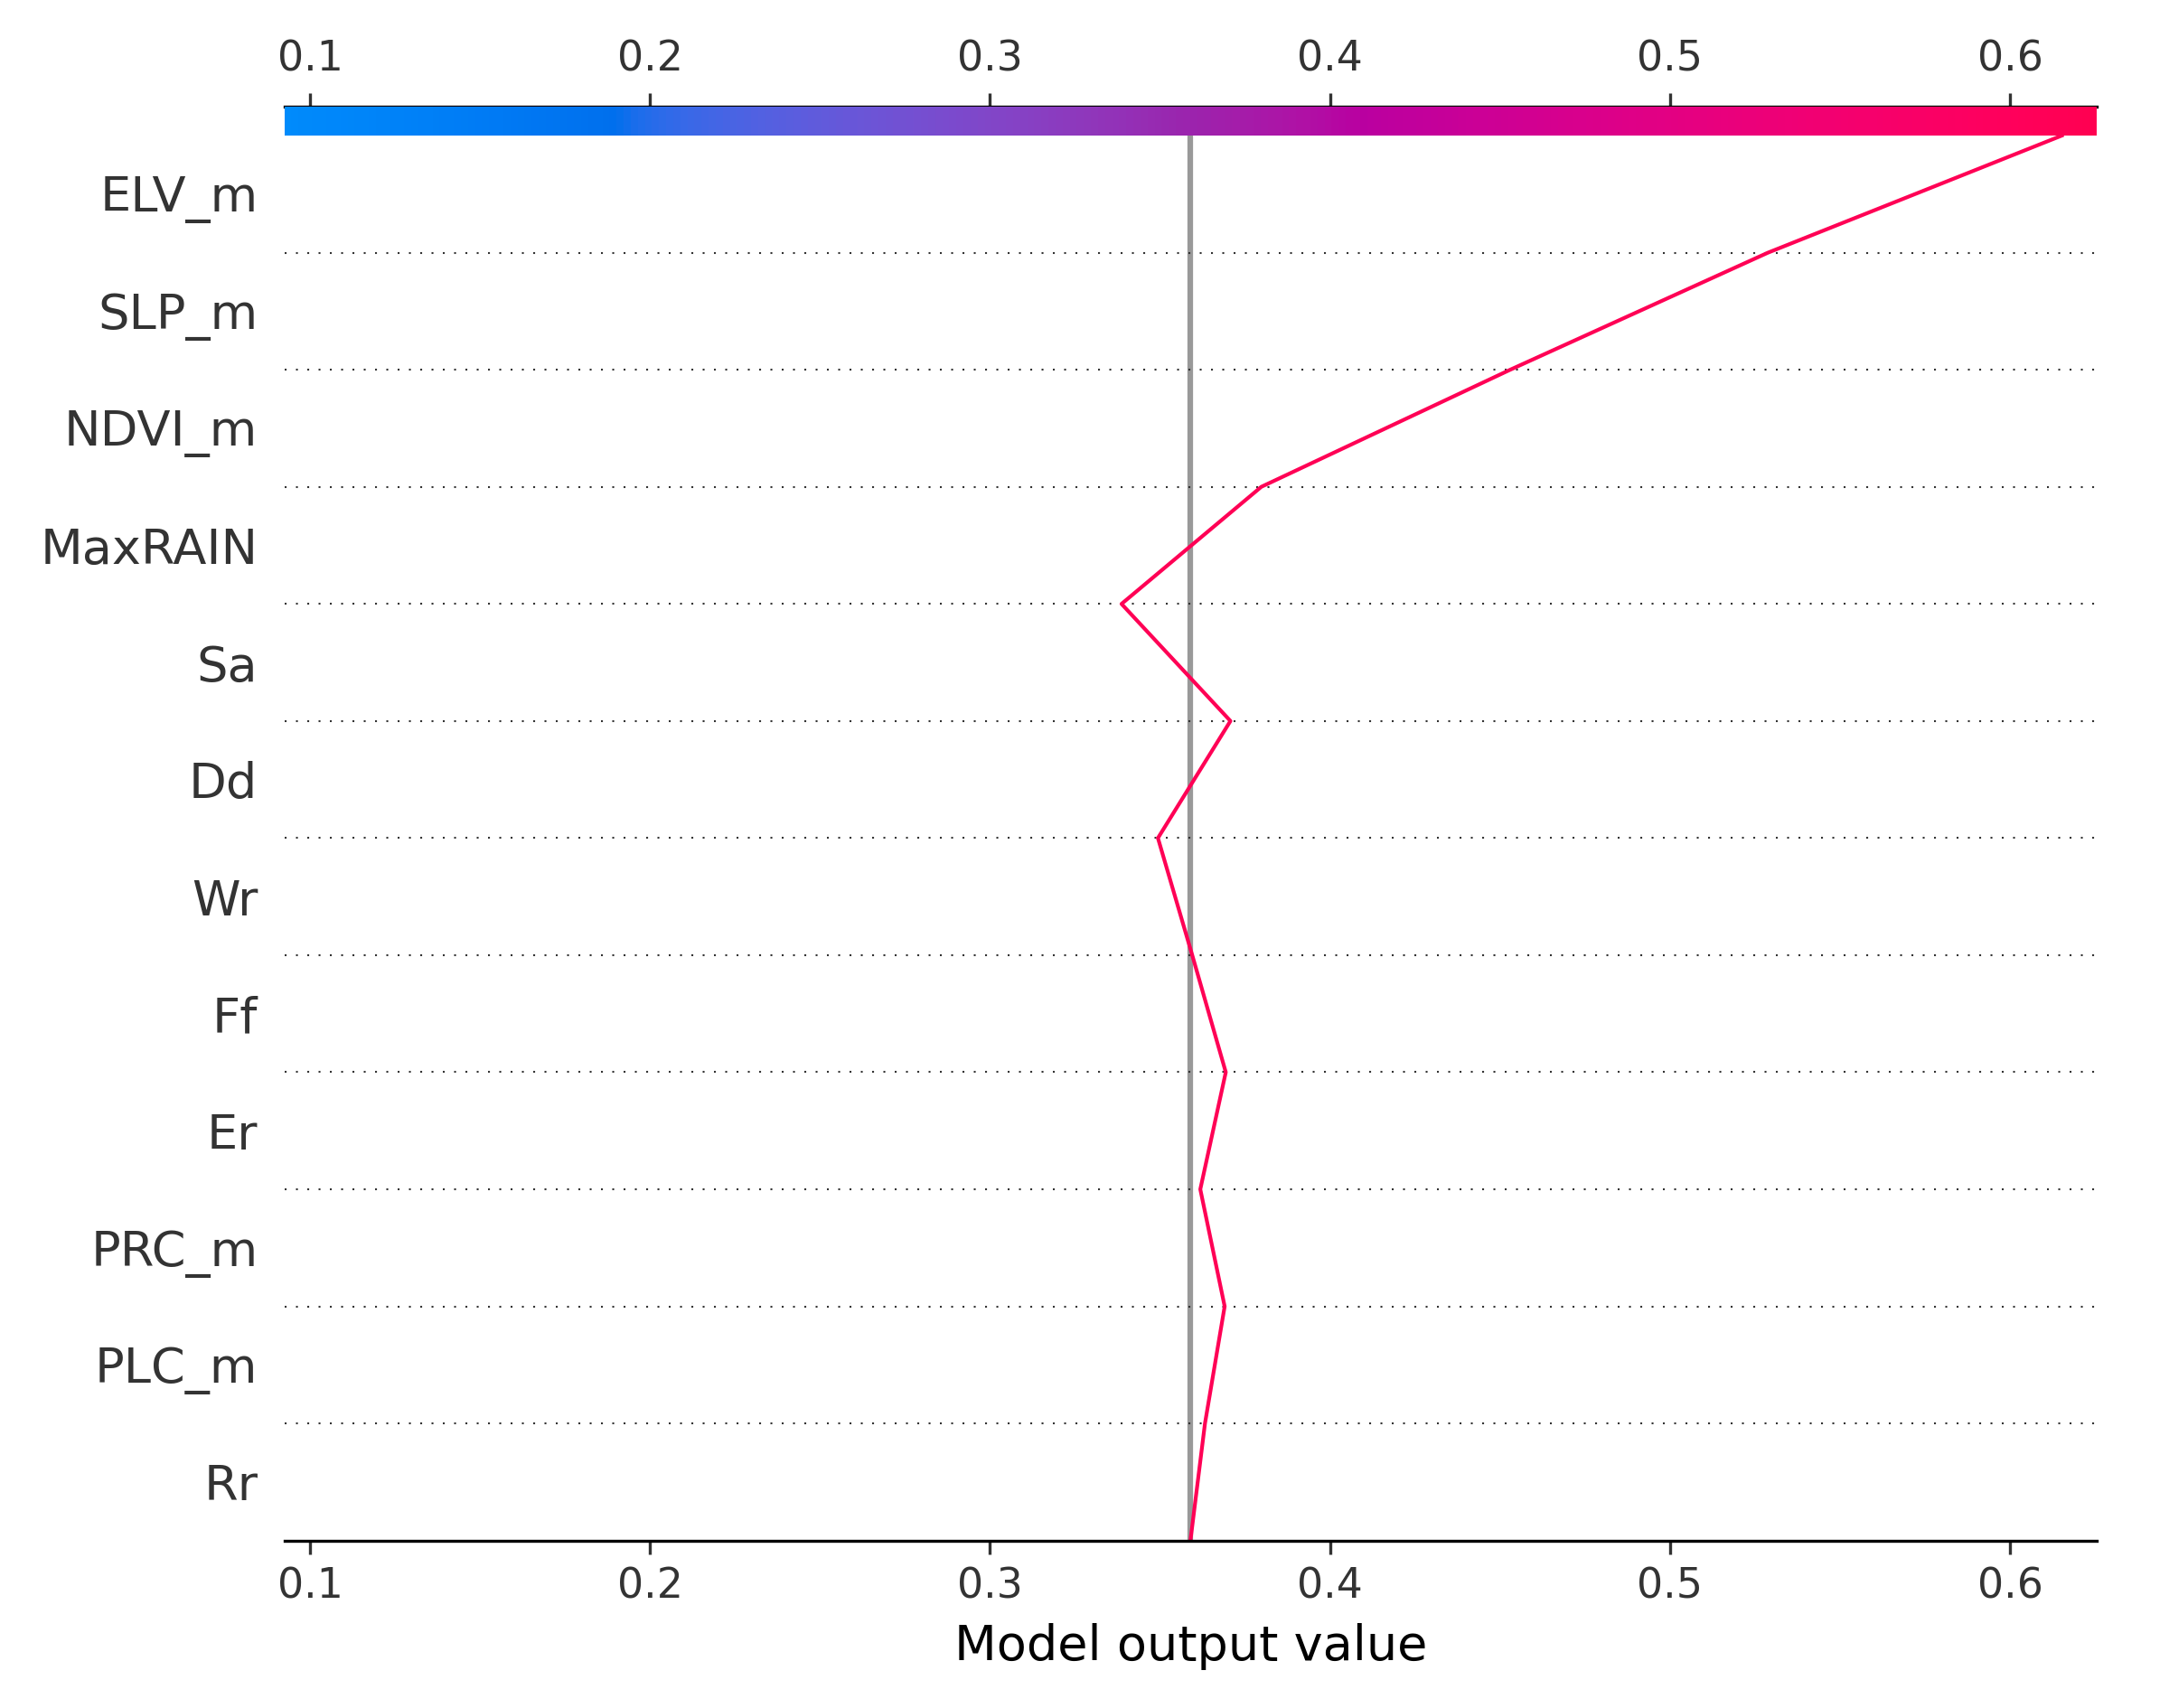 0.1 0.2 0.3 0.4 0.5 0.6
ELV_m
SLP_m
NDVI_m
MaxRAIN
Sa
Dd
Wr
Ff
Er
PRC_m
PLC_m
Rr
0.1 0.2 0.3 0.4 0.5 0.6
Model output value